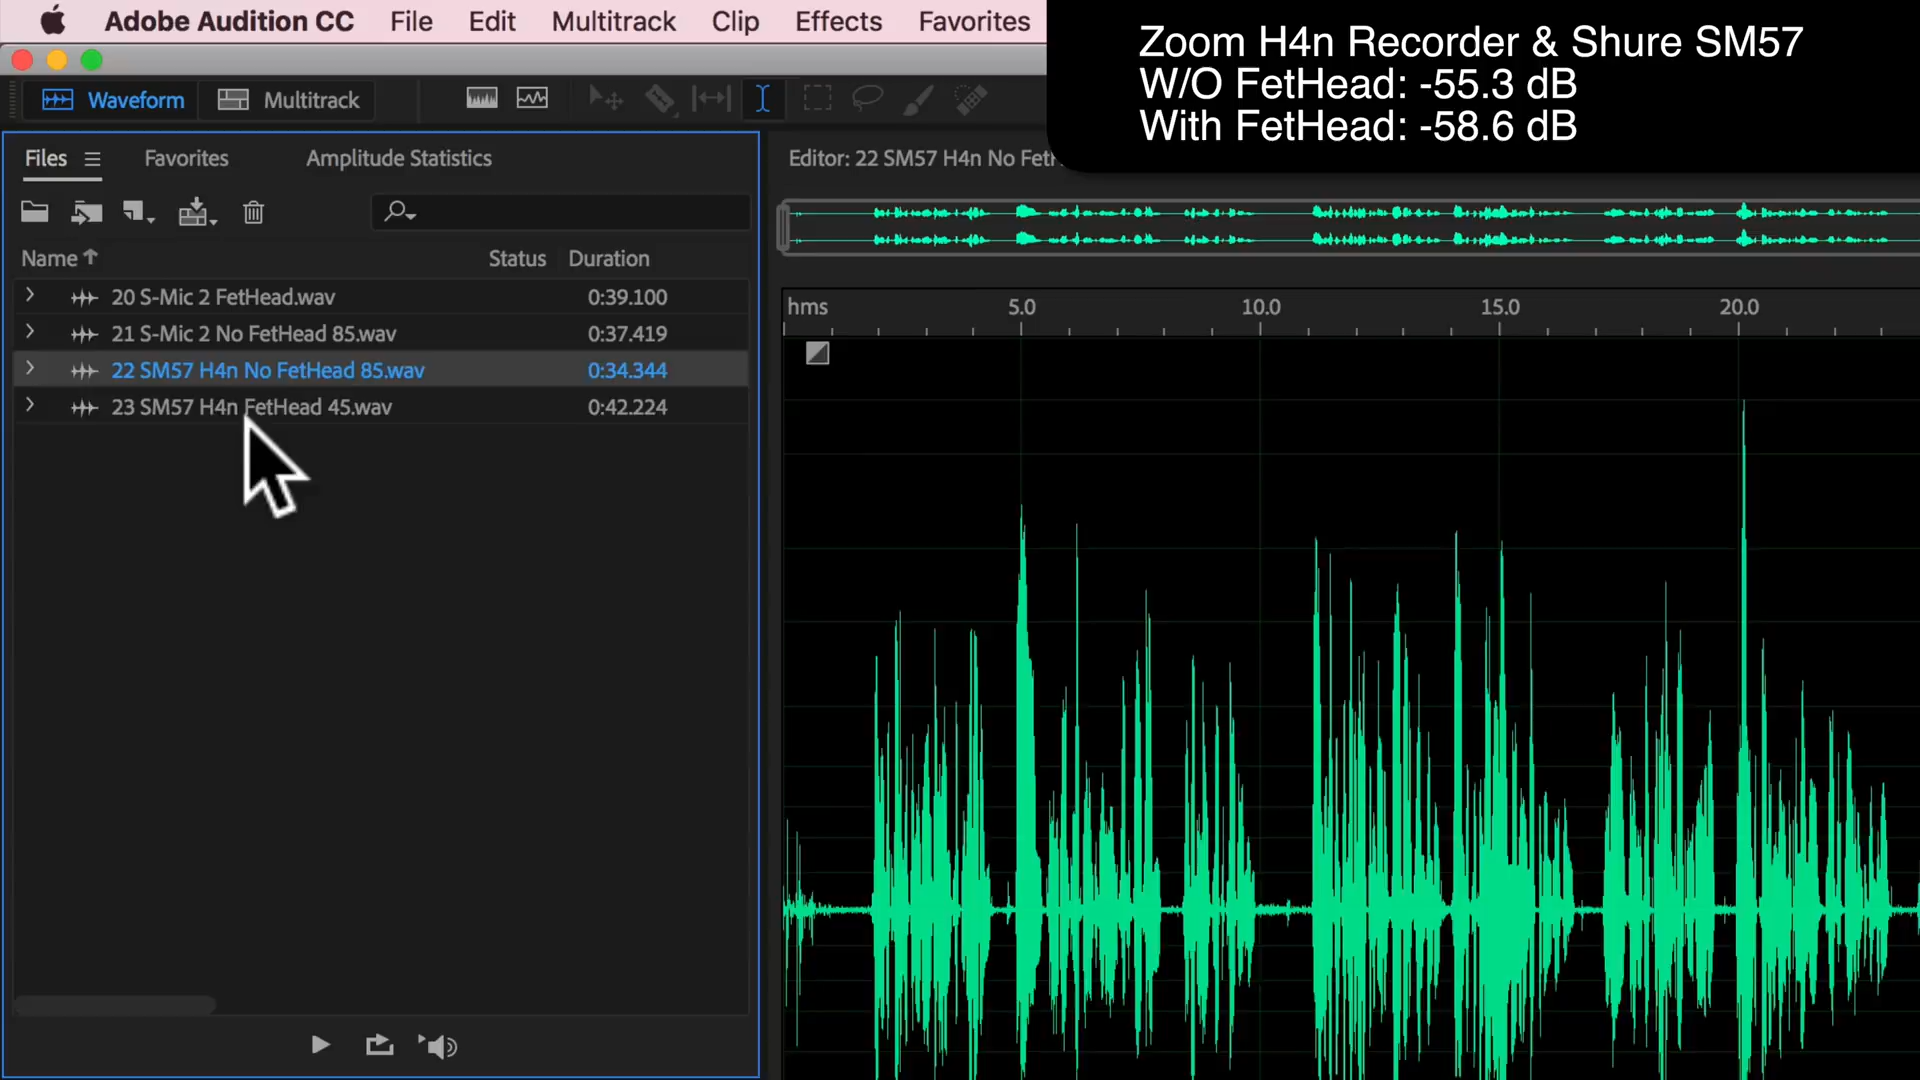 Adobe Audition CC File Edit Multitrack Clip Effects Favorites
Zoom H4n Recorder & Shure SM57
W/O FetHead: -55.3 dB
With FetHead: -58.6 dB
Waveform Multitrack
Files Favorites Amplitude Statistics
Editor: 22 SM57 H4n No FetH
Name Status Duration
20 S-Mic 2 FetHead.wav 0:39.100
21 S-Mic 2 No FetHead 85.wav 0:37.419
22 SM57 H4n No FetHead 85.wav 0:34.344
23 SM57 H4n FetHead 45.wav 0:42.224
hms 5.0 10.0 15.0 20.0